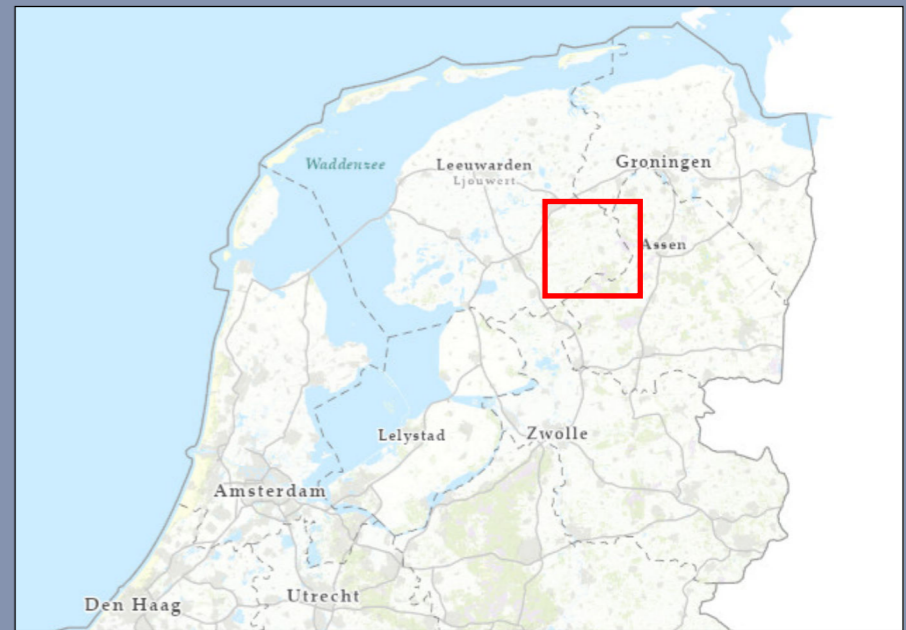 Waddenzee
Leeuwarden
Ljouwert
Groningen
Assen
Lelystad
Zwolle
Amsterdam
Utrecht
Den Haag